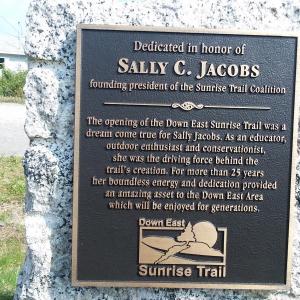 Dedicated in honor of
SALLY C. JACOBS
founding president of the Sunrise Trail Coalition
The opening of the Down East Sunrise Trail was a
dream come true for Sally Jacobs. As an educator,
outdoor enthusiast and conservationist,
she was the driving force behind the
trail's creation. For more than 25 years
her boundless energy and dedication provided
an amazing asset to the Down East Area
which will be enjoyed for generations.
Down East
Sunrise Trail